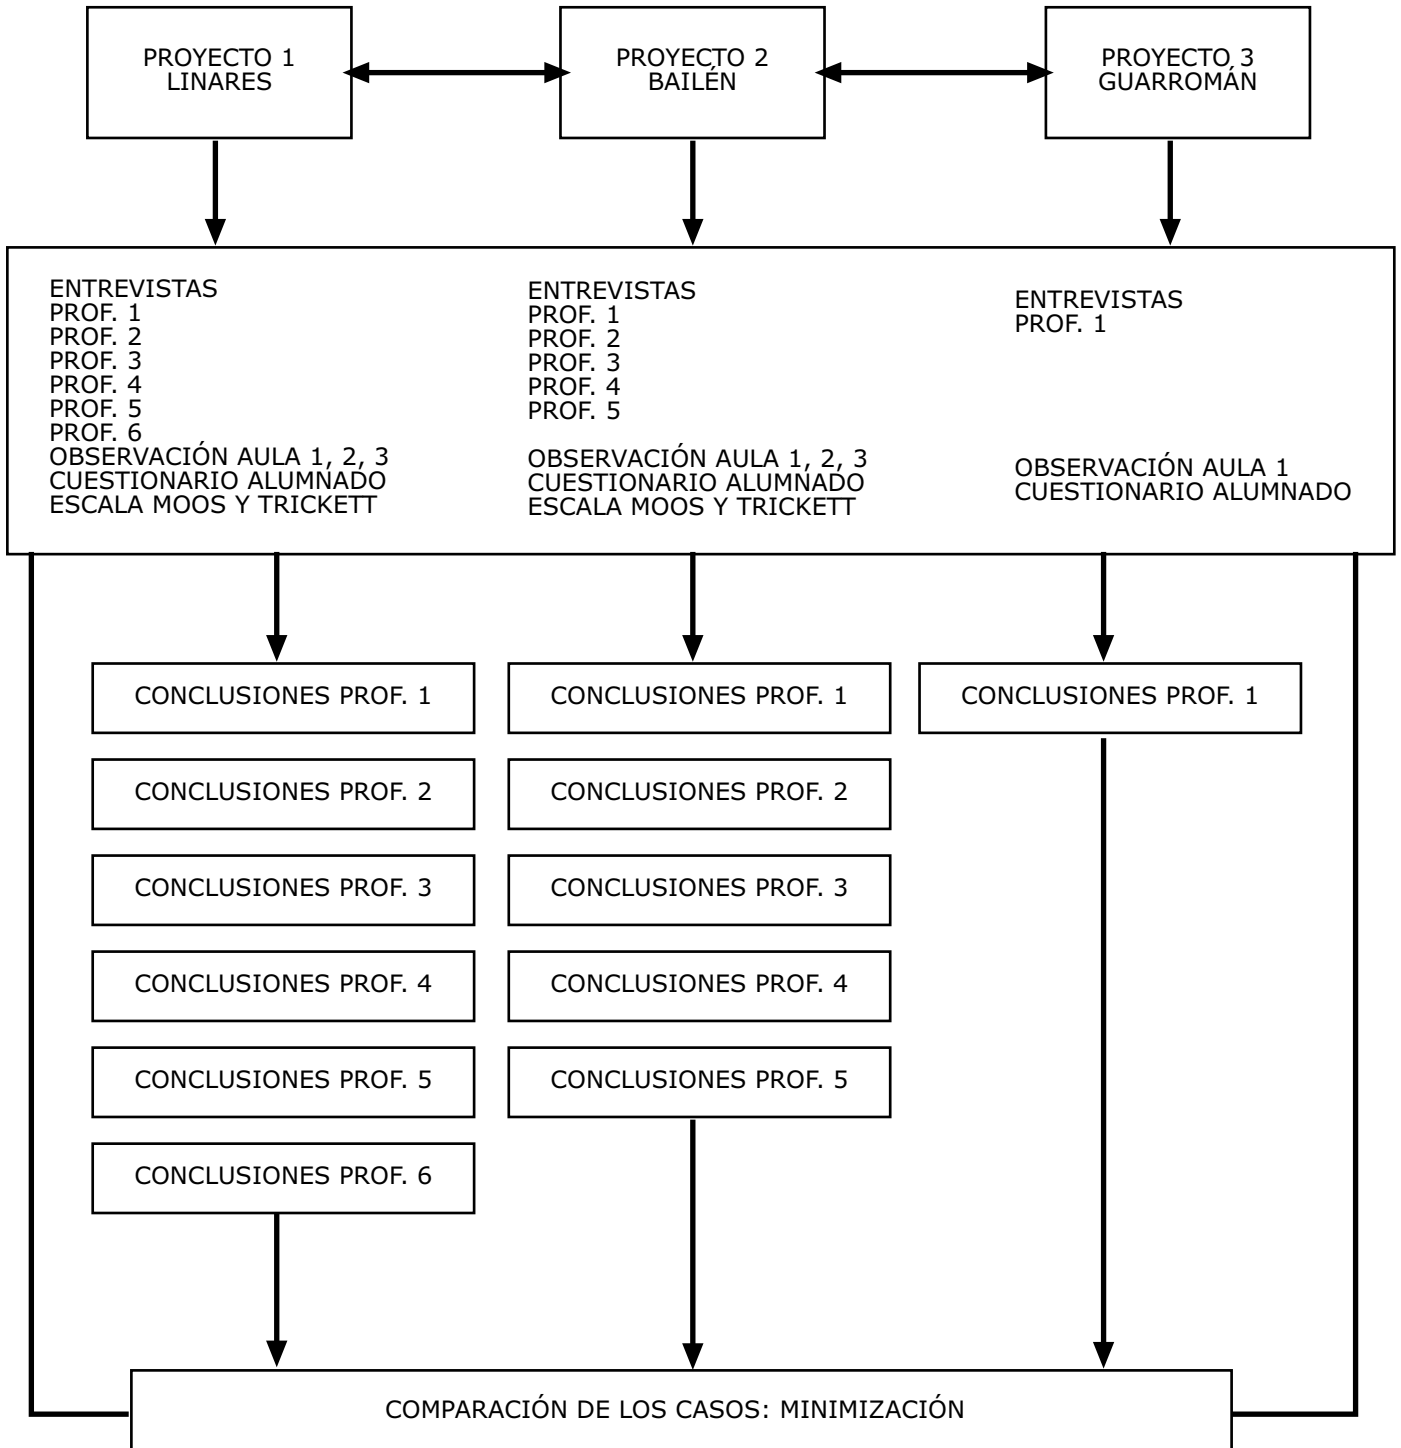 PROYECTO 1
LINARES
PROYECTO 2
BAILÉN
PROYECTO 3
GUARROMÁN
ENTREVISTAS
PROF. 1
PROF. 2
PROF. 3
PROF. 4
PROF. 5
PROF. 6
OBSERVACIÓN AULA 1, 2, 3
CUESTIONARIO ALUMNADO
ESCALA MOOS Y TRICKETT
ENTREVISTAS
PROF. 1
PROF. 2
PROF. 3
PROF. 4
PROF. 5
OBSERVACIÓN AULA 1, 2, 3
CUESTIONARIO ALUMNADO
ESCALA MOOS Y TRICKETT
ENTREVISTAS
PROF. 1
OBSERVACIÓN AULA 1
CUESTIONARIO ALUMNADO
CONCLUSIONES PROF. 1
CONCLUSIONES PROF. 2
CONCLUSIONES PROF. 3
CONCLUSIONES PROF. 4
CONCLUSIONES PROF. 5
CONCLUSIONES PROF. 6
CONCLUSIONES PROF. 1
CONCLUSIONES PROF. 2
CONCLUSIONES PROF. 3
CONCLUSIONES PROF. 4
CONCLUSIONES PROF. 5
CONCLUSIONES PROF. 1
COMPARACIÓN DE LOS CASOS: MINIMIZACIÓN